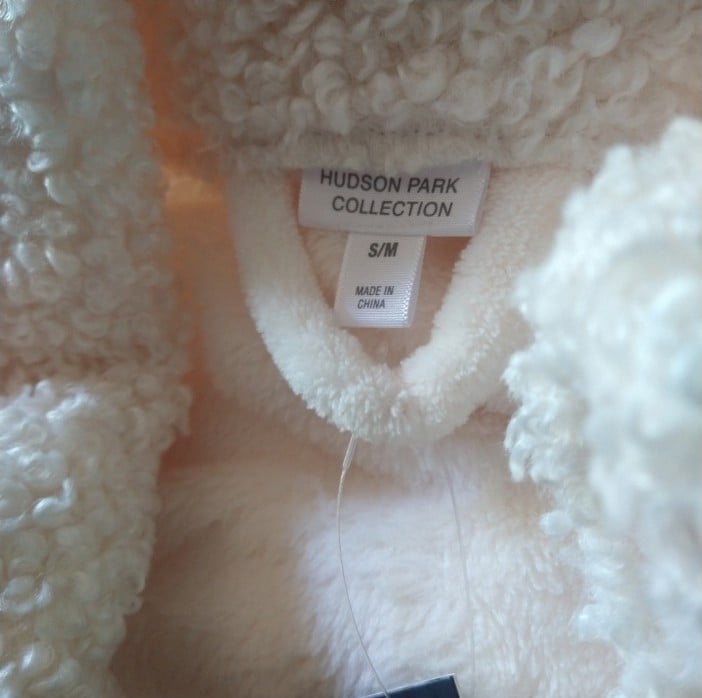 HUDSON PARK
COLLECTION
S/M
MADE IN
CHINA